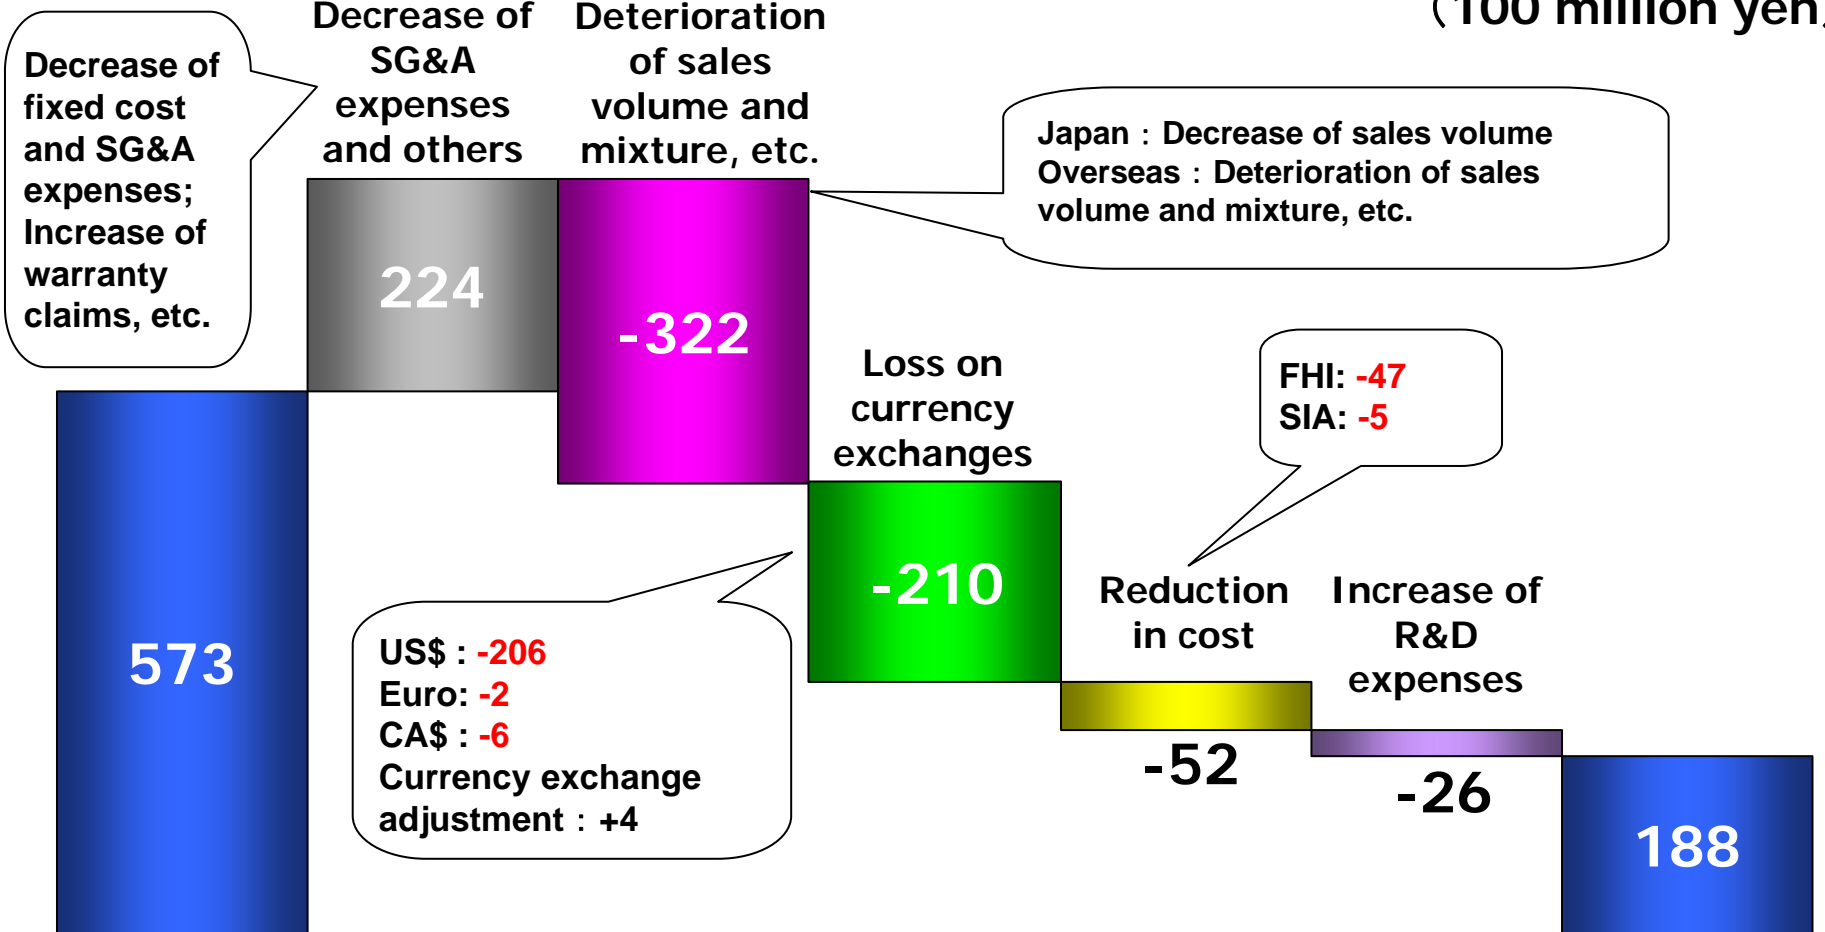 (100 million yen)
Decrease of
SG&A
expenses
and others
Deterioration
of sales
volume and
mixture, etc.
Decrease of
fixed cost
and SG&A
expenses;
Increase of
warranty
claims, etc.
Japan : Decrease of sales volume
Overseas : Deterioration of sales
volume and mixture, etc.
224
-322
Loss on
currency
exchanges
FHI: -47
SIA: -5
-210
Reduction
in cost
Increase of
R&D
expenses
573
US$ : -206
Euro: -2
CA$ : -6
Currency exchange
adjustment : +4
-52
-26
188